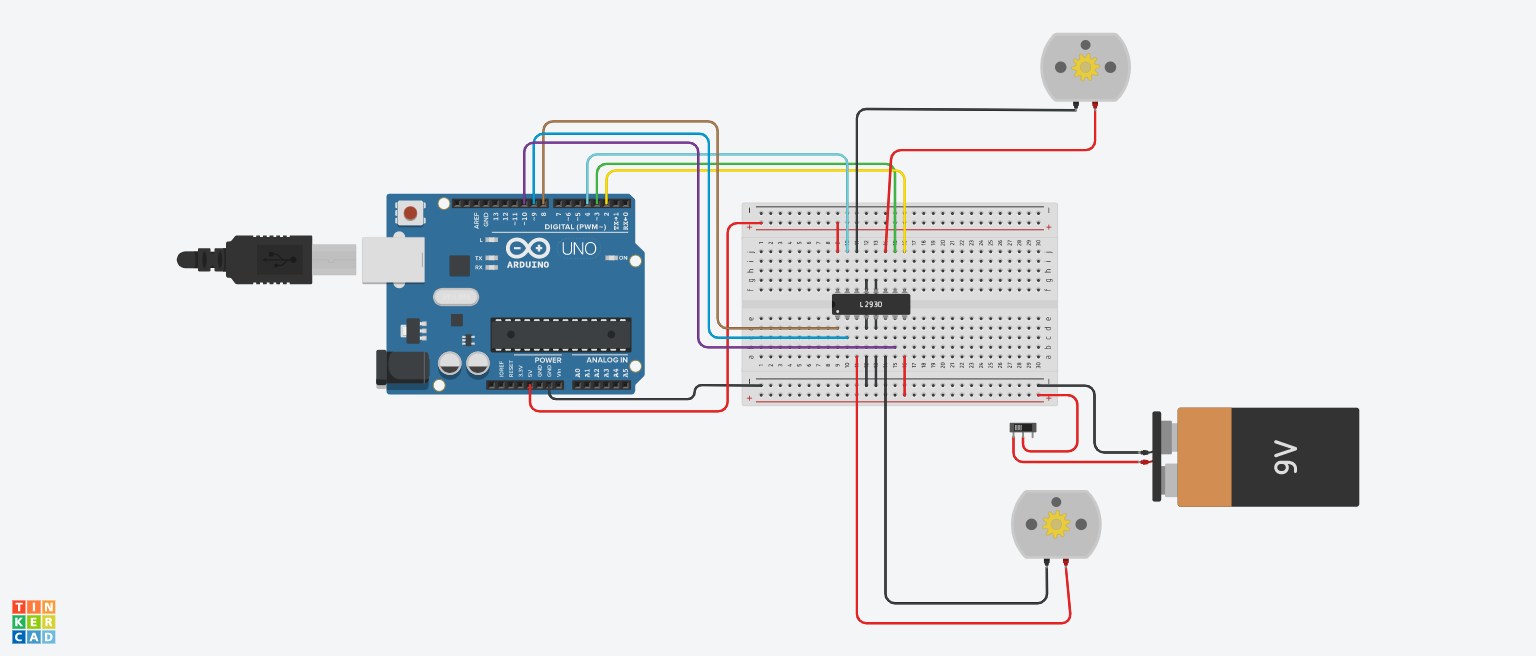 AREF
GND
13
12
~11
~10
~9
8
7
~6
~5
4
~3
2
TX→1
RX←0
DIGITAL (PWM~)
L
TX
RX
ARDUINO
UNO
ON
POWER
ANALOG IN
IOREF
RESET
3.3V
5V
GND
GND
Vin
A0
A1
A2
A3
A4
A5
L293D
9V
TIN
KER
CAD